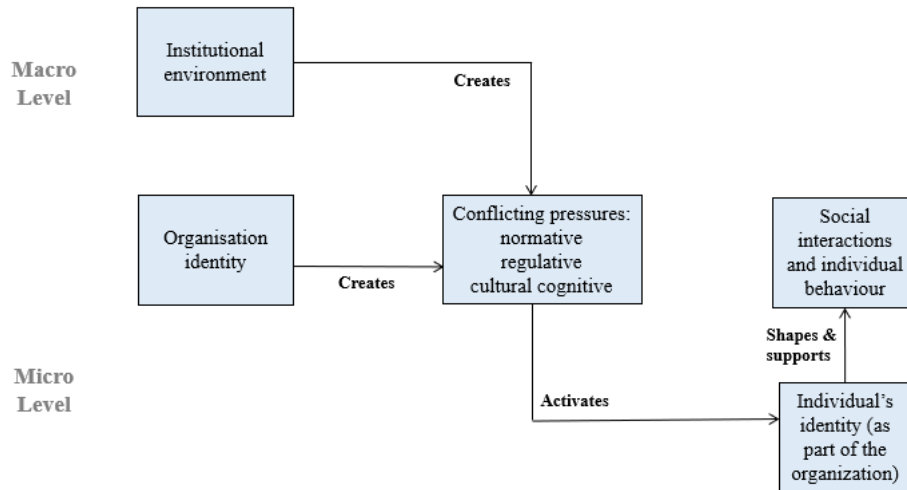 Macro
Level
Institutional
environment
Creates
Organisation
identity
Creates
Conflicting pressures:
normative
regulative
cultural cognitive
Social
interactions
and individual
behaviour
Shapes &
supports
Micro
Level
Activates
Individual’s
identity (as
part of the
organization)